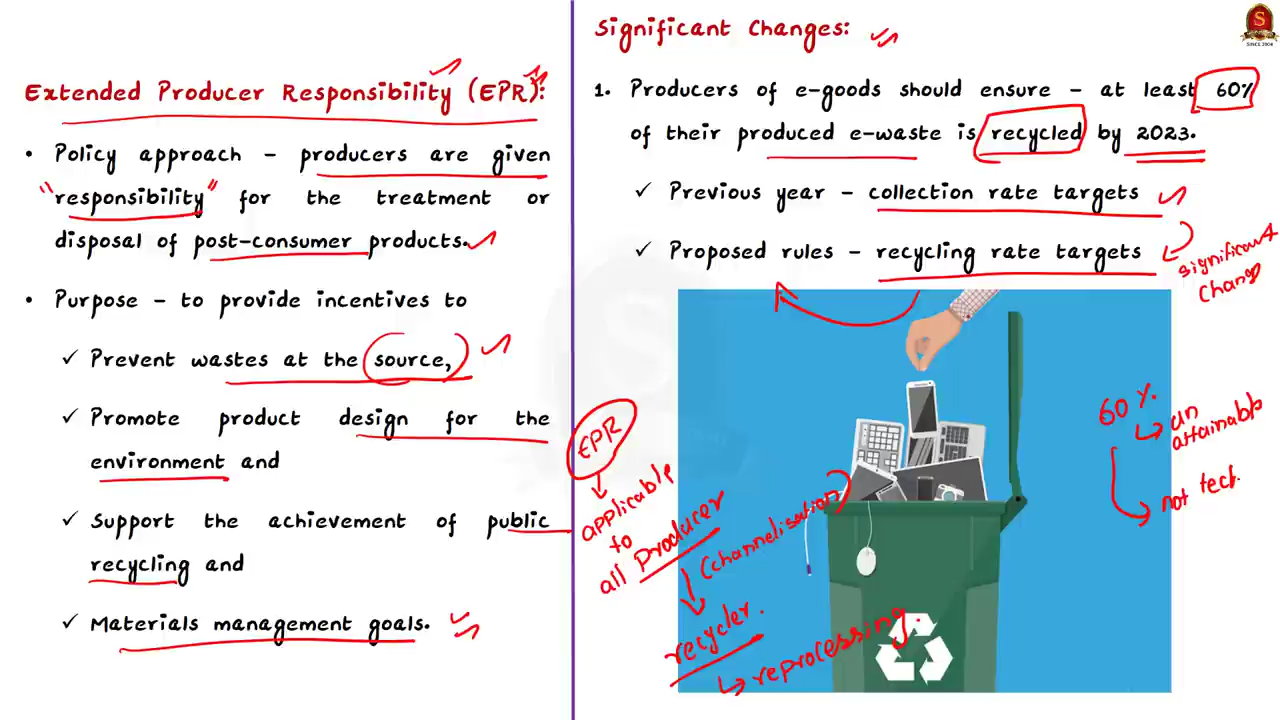 Extended Producer Responsibility (EPR):
• Policy approach - producers are given
"responsibility" for the treatment or
disposal of post-consumer products.
• Purpose - to provide incentives to
✓ Prevent wastes at the source,
✓ Promote product design for the
environment and
✓ Support the achievement of public
recycling and
✓ Materials management goals.
Significant Changes:
1. Producers of e-goods should ensure - at least 60%
of their produced e-waste is recycled by 2023.
✓ Previous year - collection rate targets
✓ Proposed rules - recycling rate targets
significant
change
EPR
applicable
to
all Producer
(channelisation)
recycler.
reprocessing.
60%.
un
attainable
not tech.
S
SINCE 2004